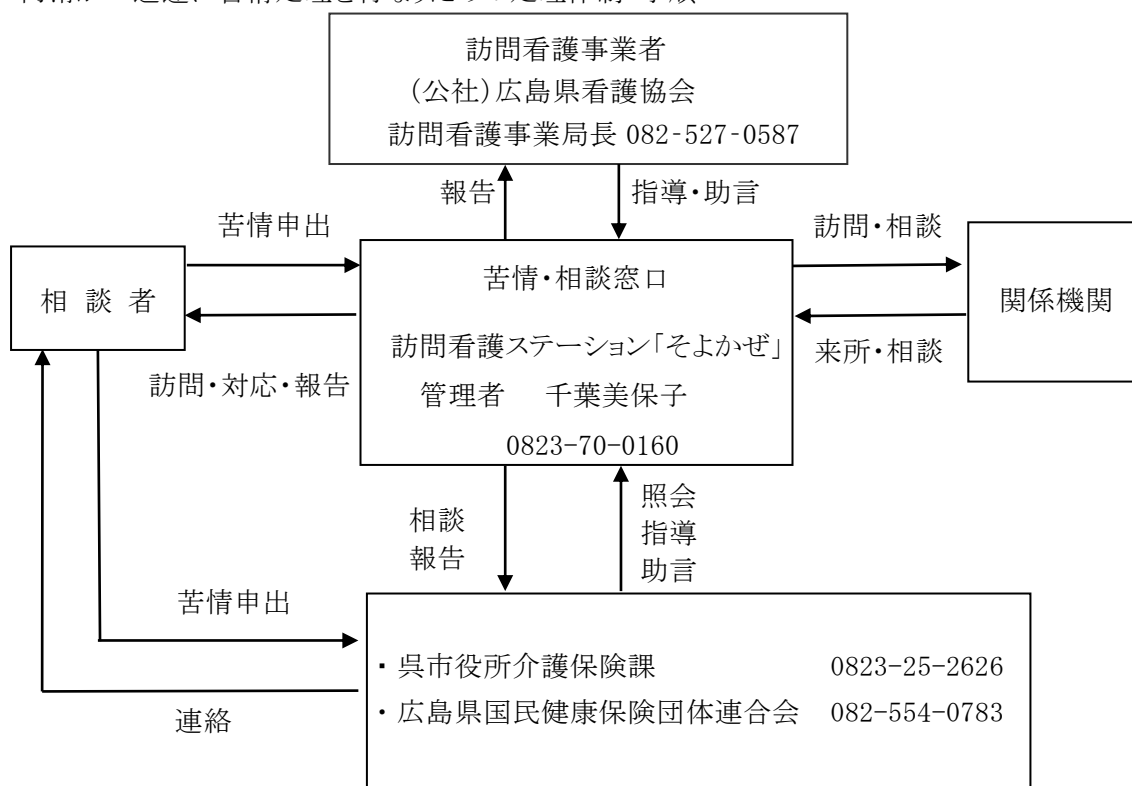 訪問看護事業者
(公社)広島県看護協会
訪問看護事業局長 082-527-0587
報告
指導・助言
苦情申出
訪問・相談
相 談 者
苦情・相談窓口
訪問看護ステーション「そよかぜ」
管理者　千葉美保子
0823-70-0160
関係機関
訪問・対応・報告
来所・相談
相談
報告
照会
指導
助言
苦情申出
・呉市役所介護保険課 0823-25-2626
・広島県国民健康保険団体連合会 082-554-0783
連絡